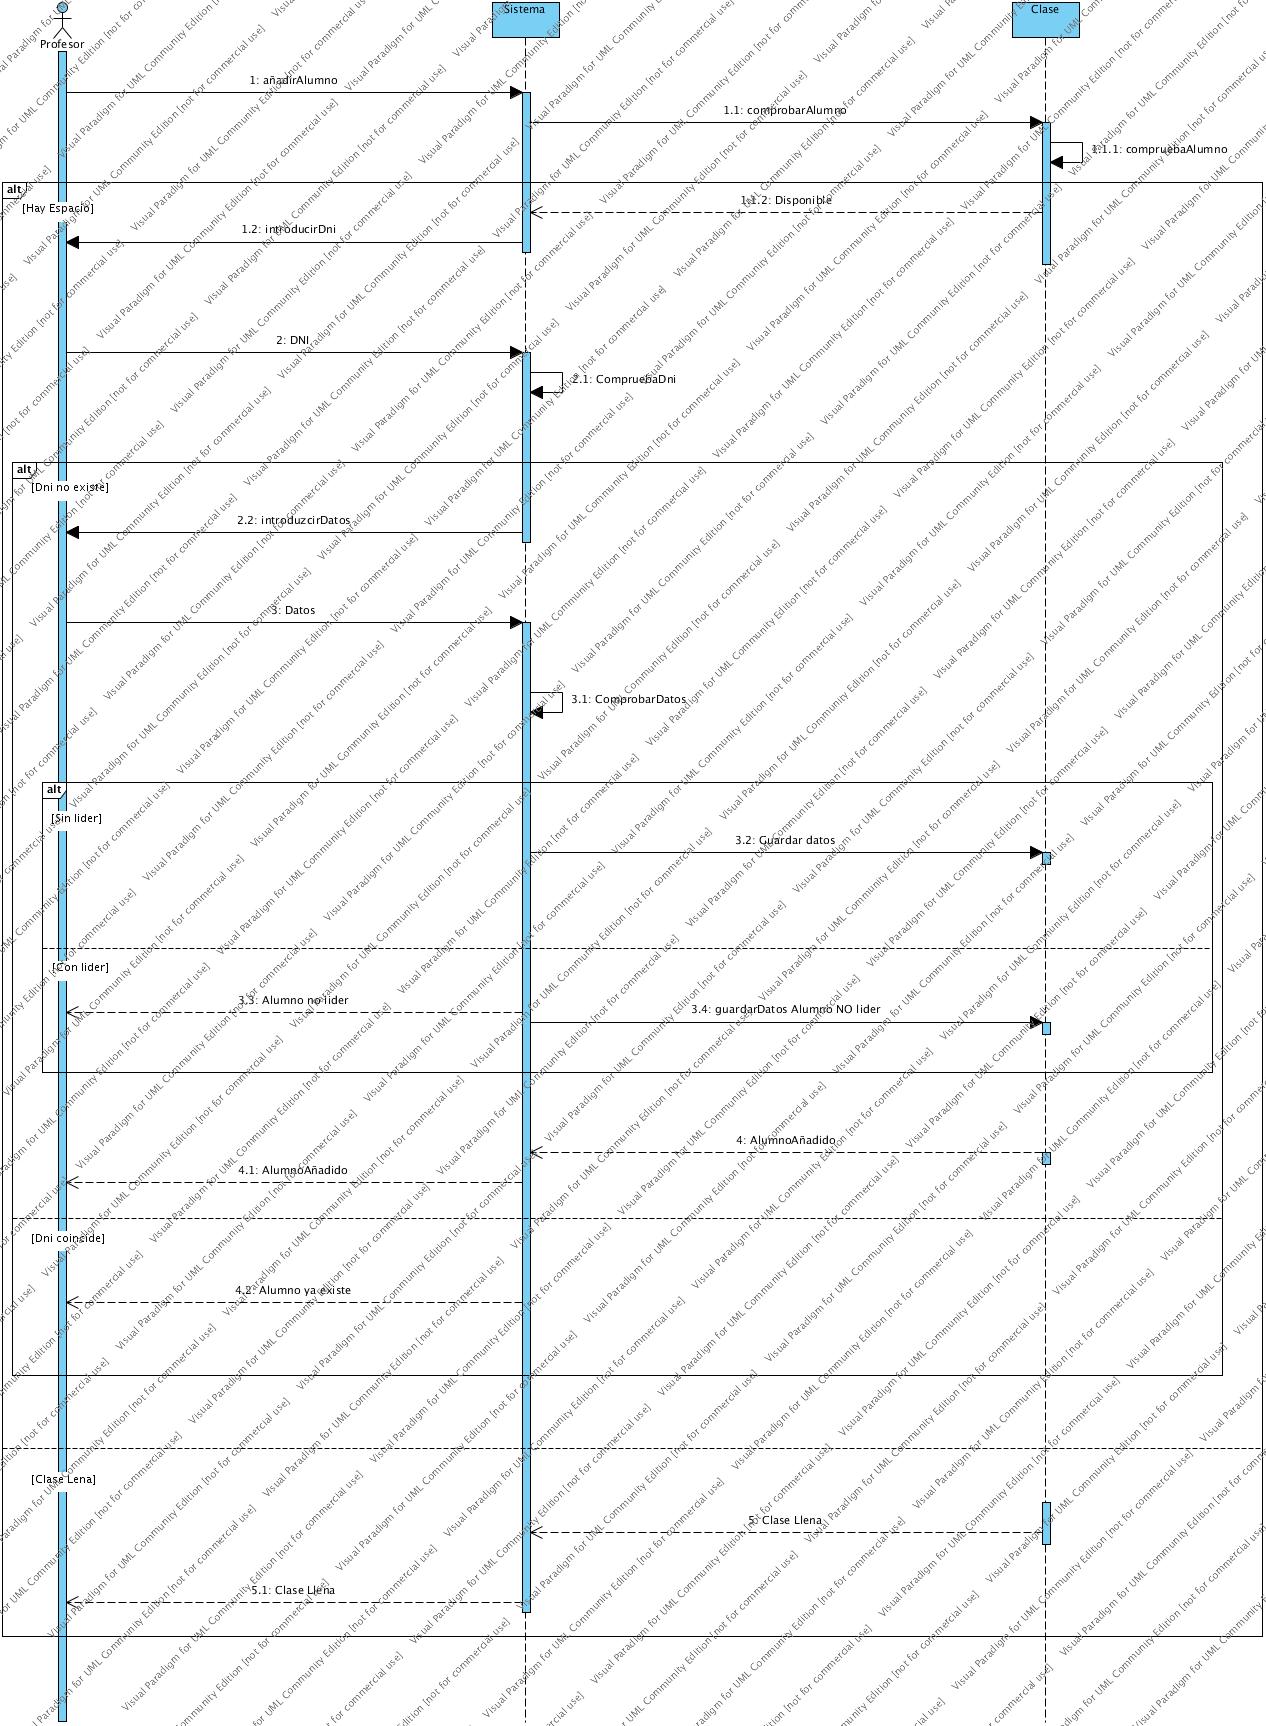 Sistema
Clase
Profesor
1: añadirAlumno
1.1: comprobarAlumno
1.1.1: compruebaAlumno
alt
[Hay Espacio]
1.1.2: Disponible
1.2: introducirDni
2: DNI
2.1: CompruebaDni
alt
[Dni no existe]
2.2: introduzcirDatos
3: Datos
3.1: ComprobarDatos
alt
[Sin lider]
3.2: Guardar datos
[Con lider]
3.3: Alumno no lider
3.4: guardarDatos Alumno NO lider
4: AlumnoAñadido
4.1: AlumnoAñadido
[Dni coincide]
4.2: Alumno ya existe
[Clase Lena]
5: Clase Llena
5.1: Clase Llena
Visual Paradigm for UML Community Edition [not for commercial use]